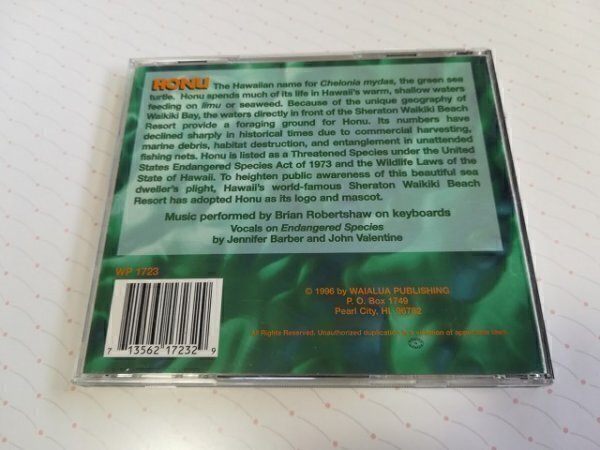 HONU The Hawaiian name for Chelonia mydas, the green sea
turtle. Honu spends much of its life in Hawaii's warm, shallow waters
feeding on limu or seaweed. Because of the unique geography of
Waikiki Bay, the waters directly in front of the Sheraton Waikiki Beach
Resort provide a foraging ground for Honu. Its numbers have
declined sharply in historical times due to commercial harvesting,
marine debris, habitat destruction, and entanglement in unattended
fishing nets. Honu is listed as a Threatened Species under the United
States Endangered Species Act of 1973 and the Wildlife Laws of the
State of Hawaii. To heighten public awareness of this beautiful sea
dweller's plight, Hawaii's world-famous Sheraton Waikiki Beach
Resort has adopted Honu as its logo and mascot.
Music performed by Brian Robertshaw on keyboards
Vocals on Endangered Species
by Jennifer Barber and John Valentine
WP 1723
7 13562 17232 9
© 1996 by WAIALUA PUBLISHING
P. O. Box 1749
Pearl City, HI. 96782
All Rights Reserved. Unauthorized duplication is a violation of applicable laws.